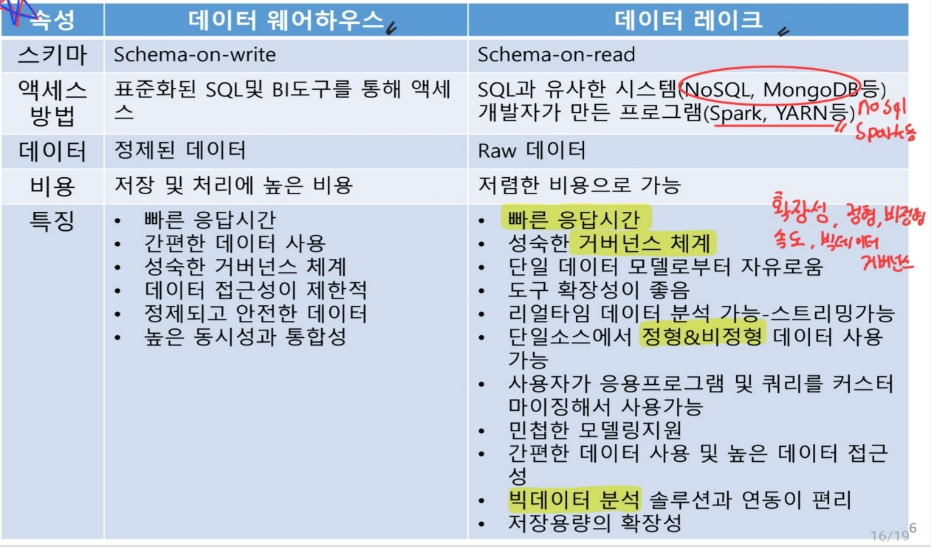 속성 데이터 웨어하우스 데이터 레이크
스키마 Schema-on-write Schema-on-read
액세스 방법
표준화된 SQL및 BI도구를 통해 액세
스
SQL과 유사한 시스템(NoSQL, MongoDB등)
개발자가 만든 프로그램(Spark, YARN등)
NoSql
Spark등
데이터 정제된 데이터 Raw 데이터
비용 저장 및 처리에 높은 비용 저렴한 비용으로 가능
특징
• 빠른 응답시간
• 간편한 데이터 사용
• 성숙한 거버넌스 체계
• 데이터 접근성이 제한적
• 정제되고 안전한 데이터
• 높은 동시성과 통합성
• 빠른 응답시간
• 성숙한 거버넌스 체계
• 단일 데이터 모델로부터 자유로움
• 도구 확장성이 좋음
• 리얼타임 데이터 분석 가능-스트리밍가능
• 단일소스에서 정형&비정형 데이터 사용
가능
• 사용자가 응용프로그램 및 쿼리를 커스터
마이징해서 사용가능
• 민첩한 모델링지원
• 간편한 데이터 사용 및 높은 데이터 접근
성
• 빅데이터 분석 솔루션과 연동이 편리
• 저장용량의 확장성
확장성, 정형,비정형
속도, 빅데이터
거버넌스
16/19
6